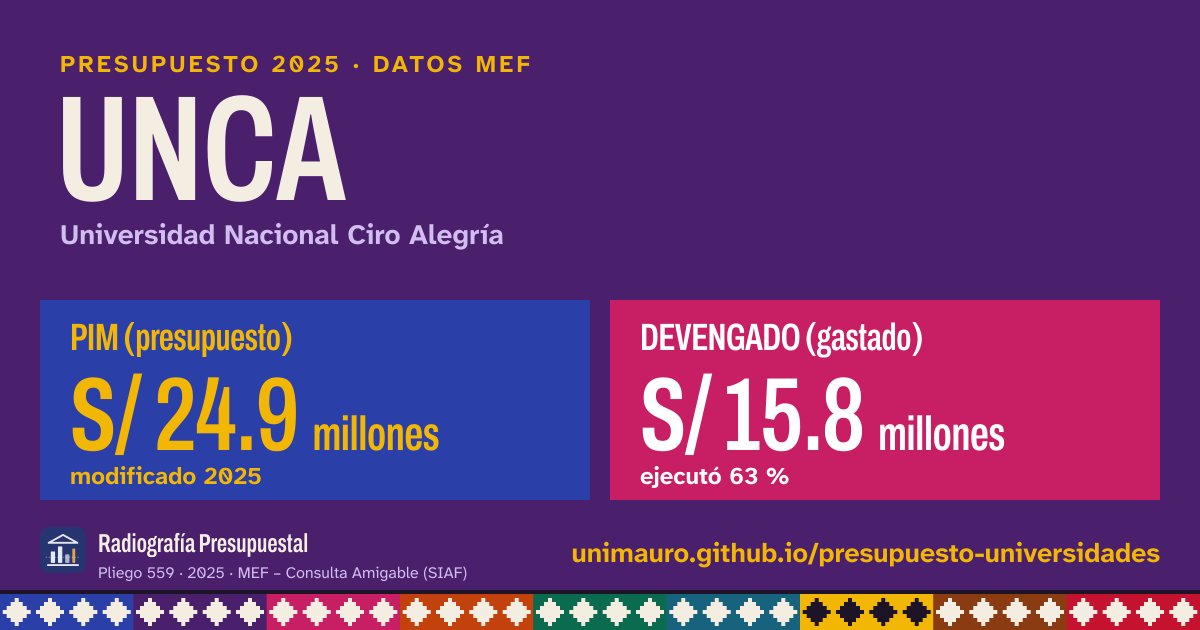 PRESUPUESTO 2025 · DATOS MEF
UNCA
Universidad Nacional Ciro Alegría
PIM (presupuesto)
S/ 24.9 millones
modificado 2025
DEVENGADO (gastado)
S/ 15.8 millones
ejecutó 63 %
Radiografía Presupuestal
Pliego 559 · 2025 · MEF – Consulta Amigable (SIAF)
unimauro.github.io/presupuesto-universidades